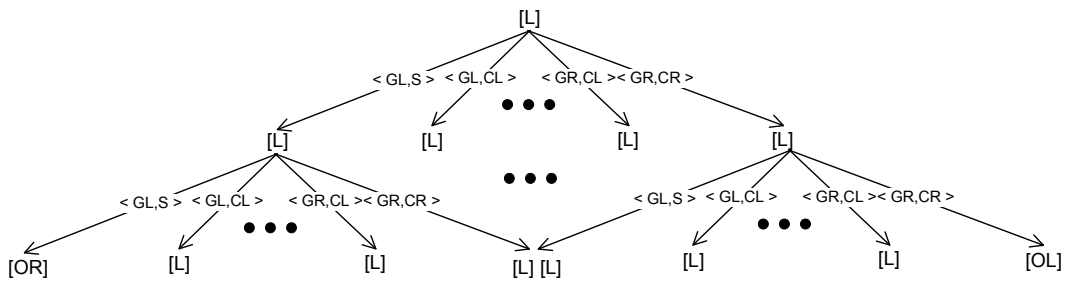 [L]
< GL,S > < GL,CL > < GR,CL >< GR,CR >
[L] [L] [L] [L]
< GL,S > < GL,CL > < GR,CL >< GR,CR > < GL,S > < GL,CL > < GR,CL >< GR,CR >
[OR] [L] [L] [L] [L] [L] [L] [OL]